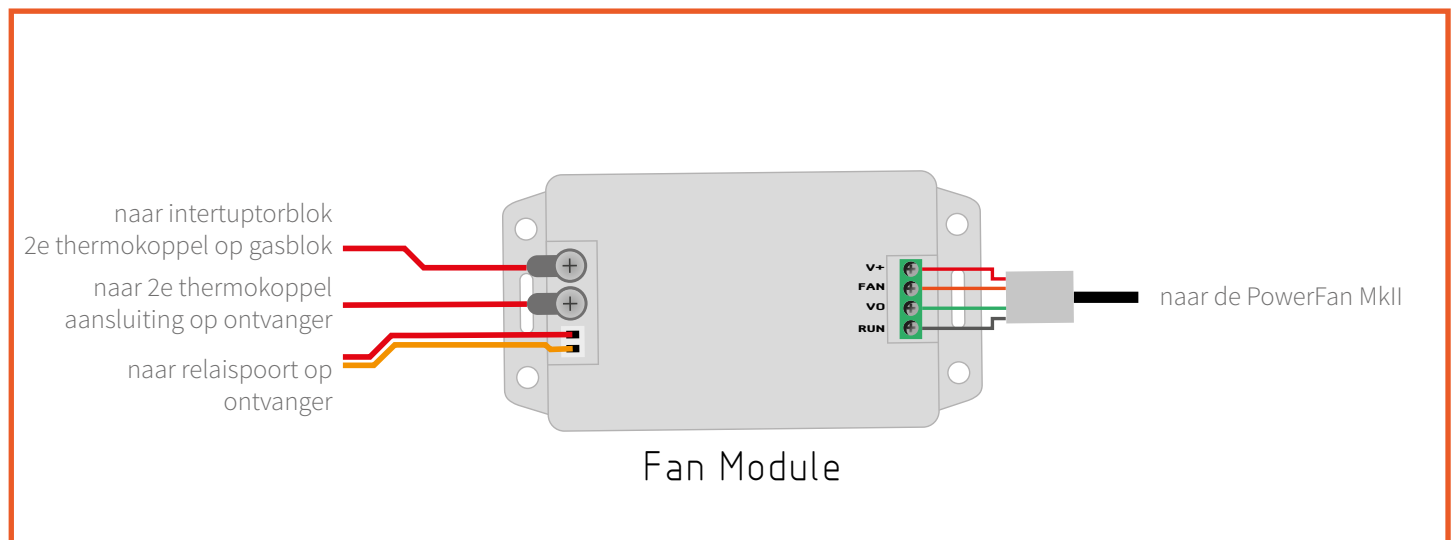 naar intertuptorblok
2e thermokoppel op gasblok
naar 2e thermokoppel
aansluiting op ontvanger
naar relaispoort op
ontvanger
V+
FAN
VO
RUN
naar de PowerFan MkII
Fan Module